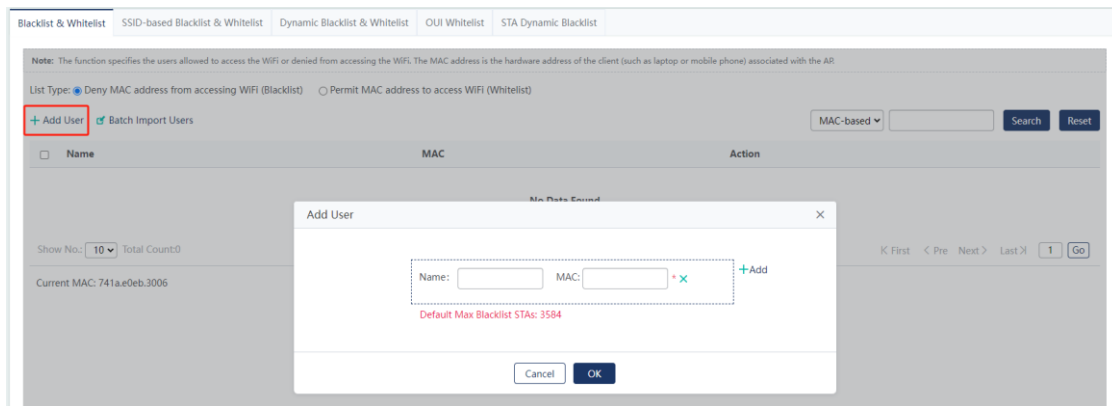 Blacklist & Whitelist SSID-based Blacklist & Whitelist Dynamic Blacklist & Whitelist OUI Whitelist STA Dynamic Blacklist
Note: The function specifies the users allowed to access the WiFi or denied from accessing the WiFi. The MAC address is the hardware address of the client (such as laptop or mobile phone) associated with the AP.
List Type: Deny MAC address from accessing WiFi (Blacklist) Permit MAC address to access WiFi (Whitelist)
+ Add User Batch Import Users MAC-based Search Reset
Name MAC Action
No Data Found
Add User
Show No.: 10 Total Count:0 First Pre Next Last 1 Go
Name: MAC: * +Add
Current MAC: 741a.e0eb.3006
Default Max Blacklist STAs: 3584
Cancel OK